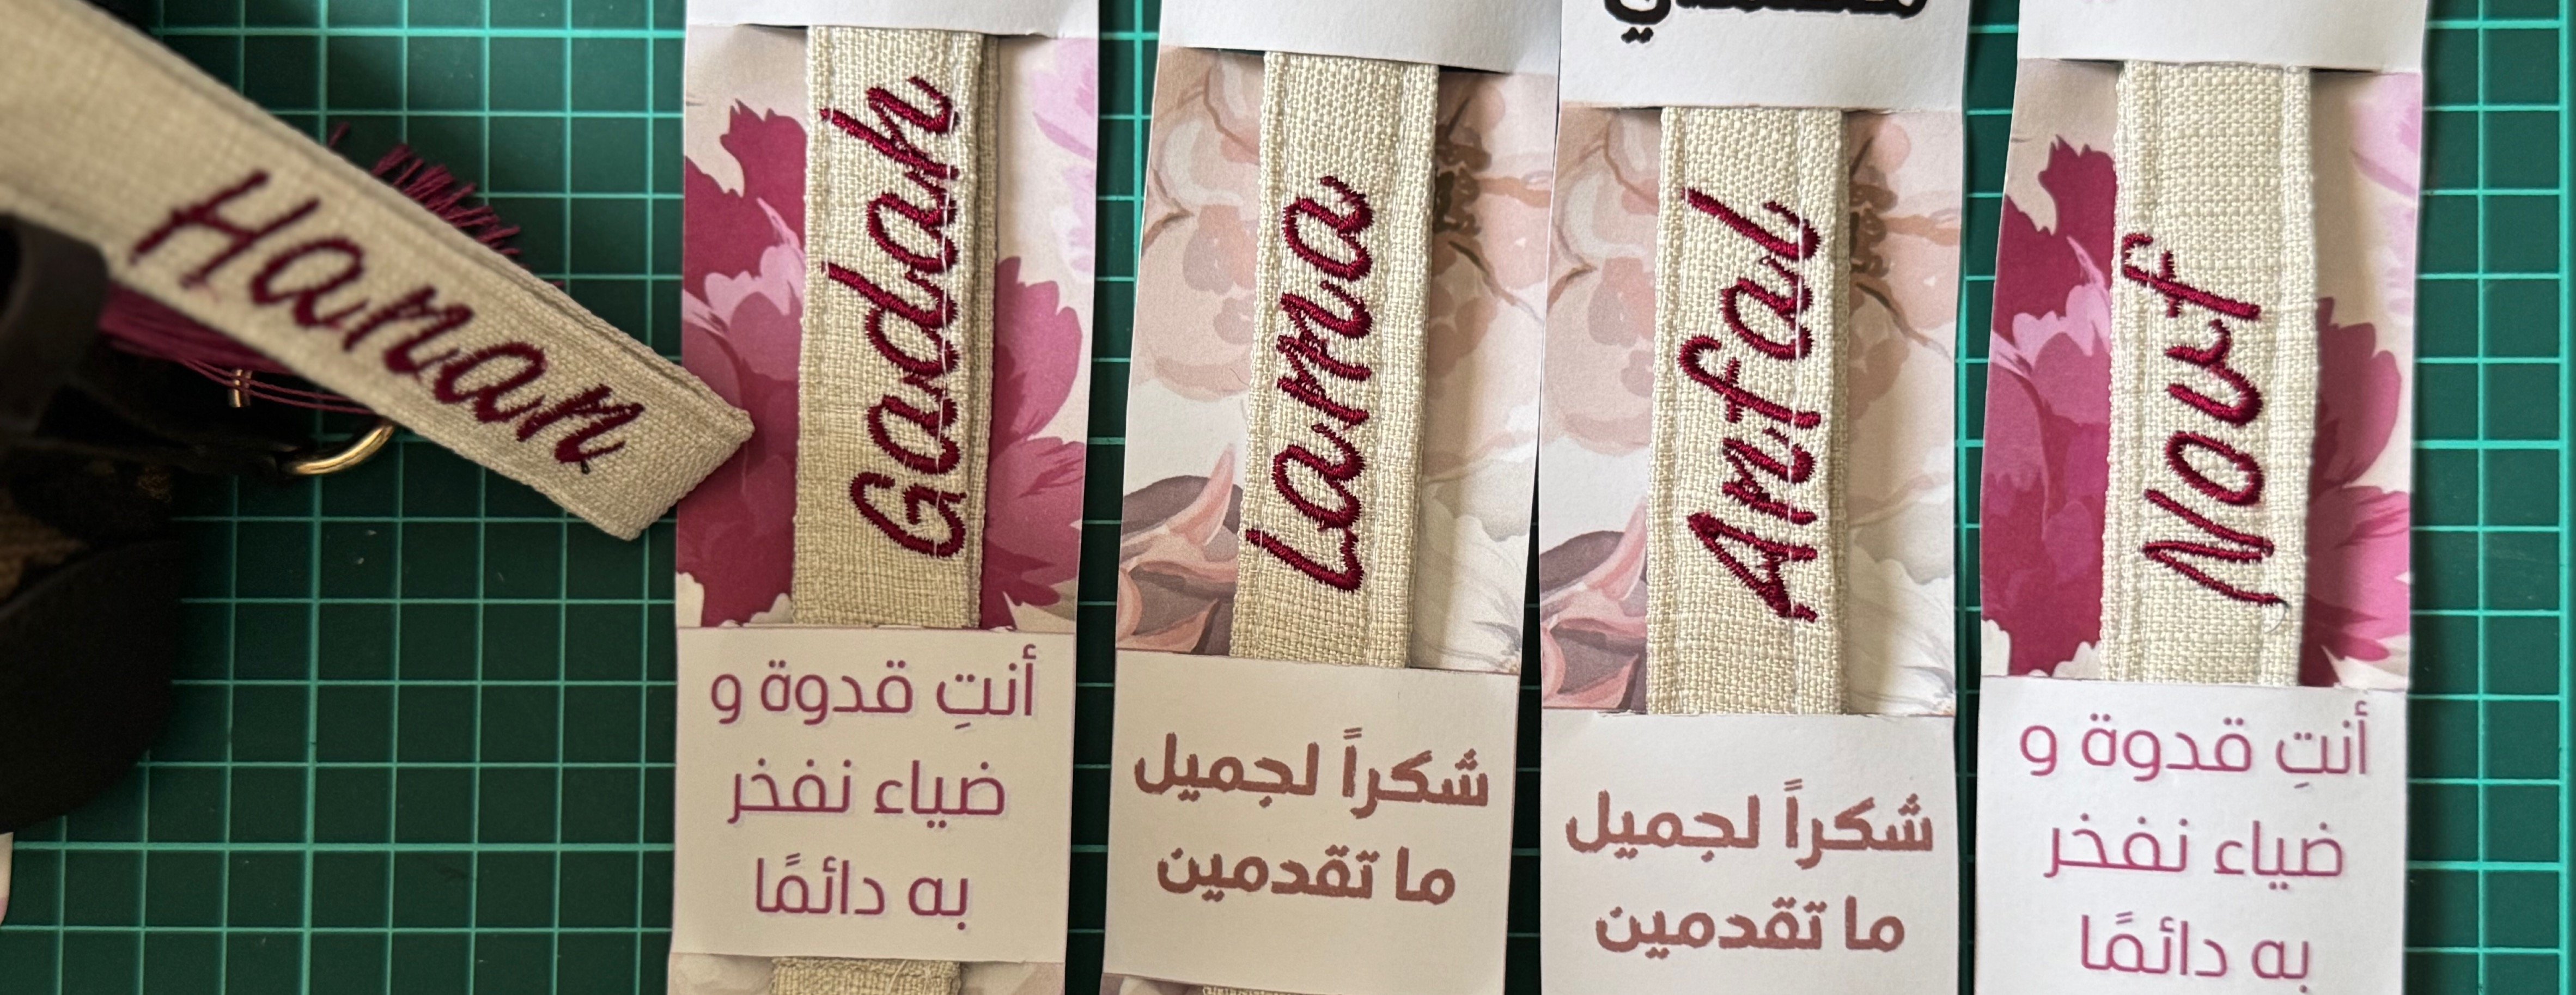 Hanan
Gadah
أنتِ قدوة و
ضياء نفخر
به دائمًا
Lama
شكراً لجميل
ما تقدمين
Anfal
شكراً لجميل
ما تقدمين
Nouf
أنتِ قدوة و
ضياء نفخر
به دائمًا